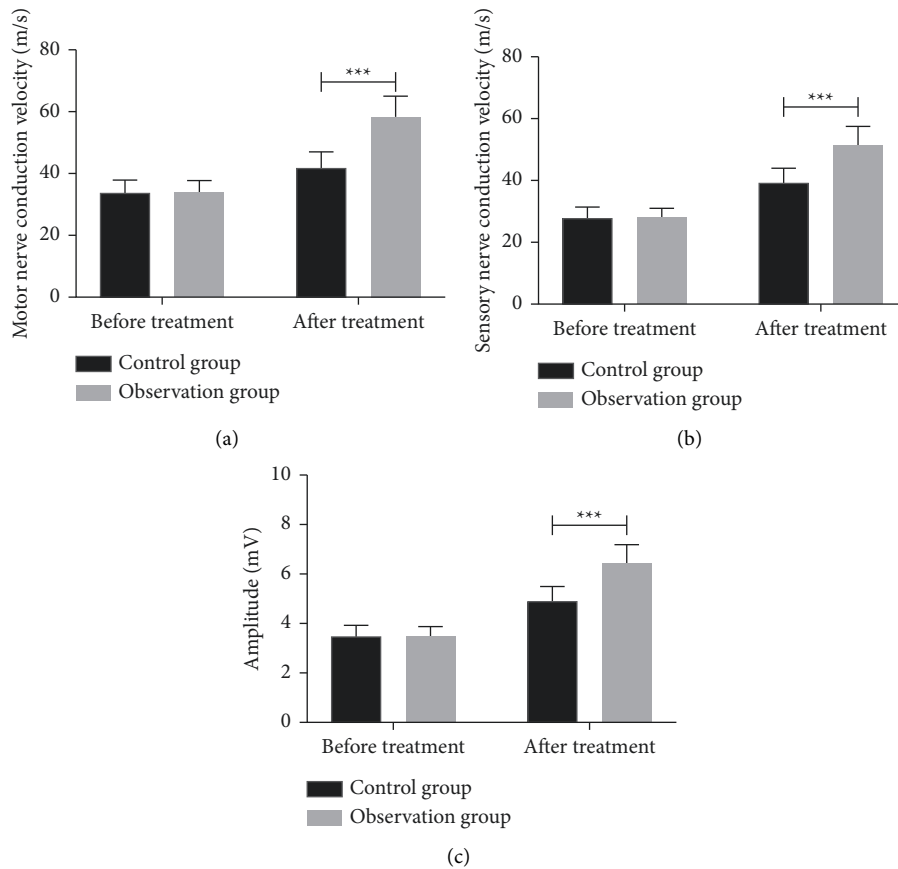 Motor nerve conduction velocity (m/s)
80
60
40
20
0
***
Before treatment
After treatment
Control group
Observation group
(a)
Sensory nerve conduction velocity (m/s)
80
60
40
20
0
***
Before treatment
After treatment
Control group
Observation group
(b)
Amplitude (mV)
10
8
6
4
2
0
***
Before treatment
After treatment
Control group
Observation group
(c)